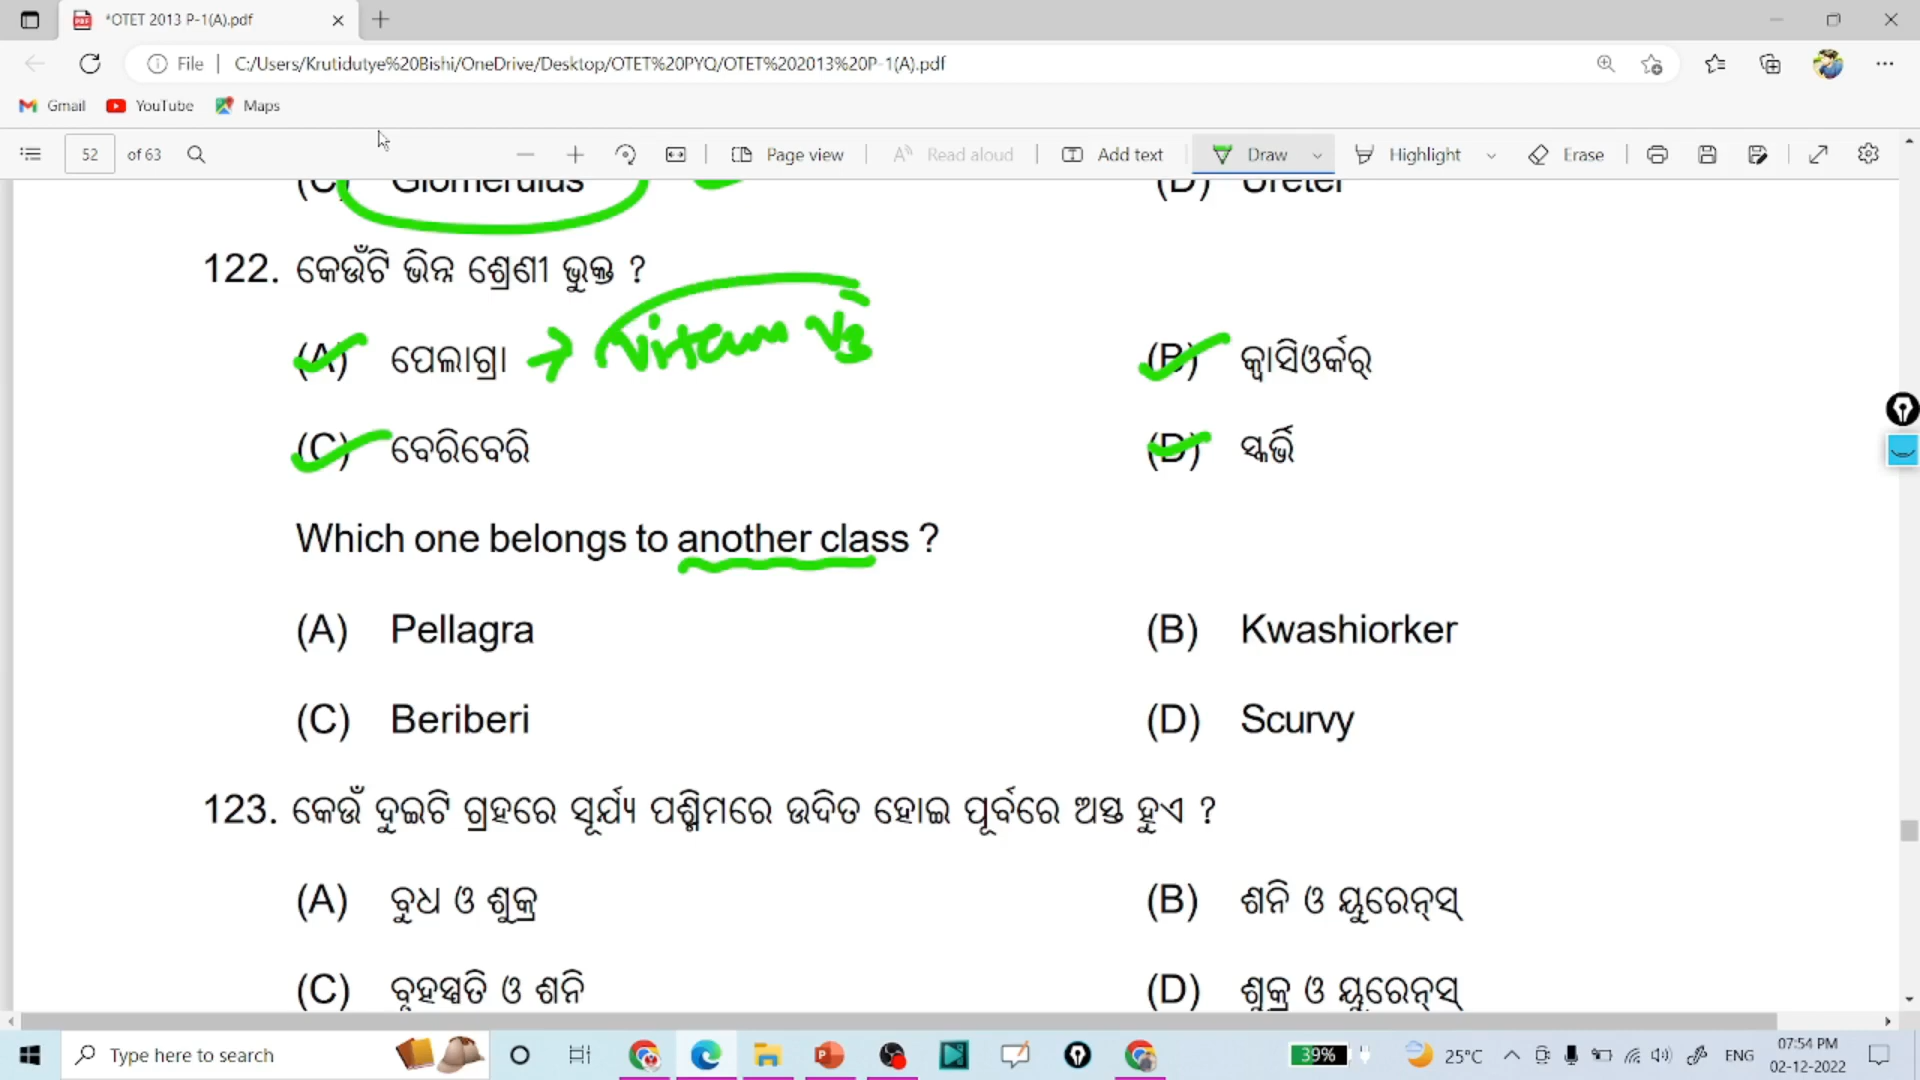 *OTET 2013 P-1(A).pdf
File
C:/Users/Krutidutye%20Bishi/OneDrive/Desktop/OTET%20PYQ/OTET%202013%20P-1(A).pdf
Gmail YouTube Maps
52 of 63 Page view Read aloud Add text Draw Highlight Erase
(C) Glomerulus (D) Ureter
122. କେଉଁଟି ଭିନ୍ନ ଶ୍ରେଣୀ ଭୁକ୍ତ ?
(A) ପେଲାଗ୍ରା (B) କ୍ୱାସିଓର୍କର୍
(C) ବେରିବେରି (D) ସ୍କର୍ଭି
Which one belongs to another class ?
(A) Pellagra (B) Kwashiorker
(C) Beriberi (D) Scurvy
123. କେଉଁ ଦୁଇଟି ଗ୍ରହରେ ସୂର୍ଯ୍ୟ ପଶ୍ଚିମରେ ଉଦିତ ହୋଇ ପୂର୍ବରେ ଅସ୍ତ ହୁଏ ?
(A) ବୁଧ ଓ ଶୁକ୍ର (B) ଶନି ଓ ୟୁରେନ୍‌ସ୍
(C) ବୃହସ୍ପତି ଓ ଶନି (D) ଶୁକ୍ର ଓ ୟୁରେନ୍‌ସ୍
Type here to search 39% 25°C ENG 07:54 PM
02-12-2022